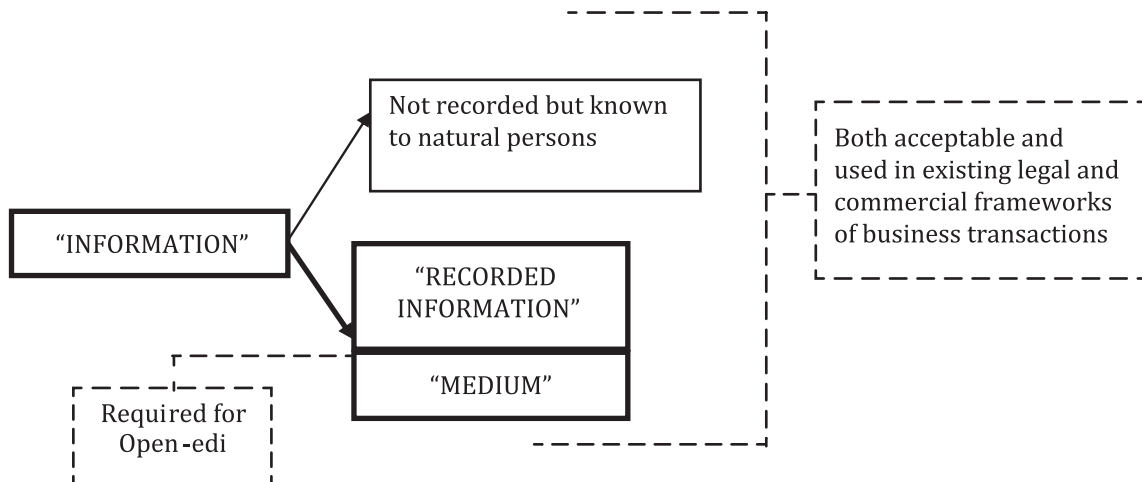 Not recorded but known
to natural persons
Both acceptable and
used in existing legal and
commercial frameworks
of business transactions
“INFORMATION”
“RECORDED
INFORMATION”
“MEDIUM”
Required for
Open-edi